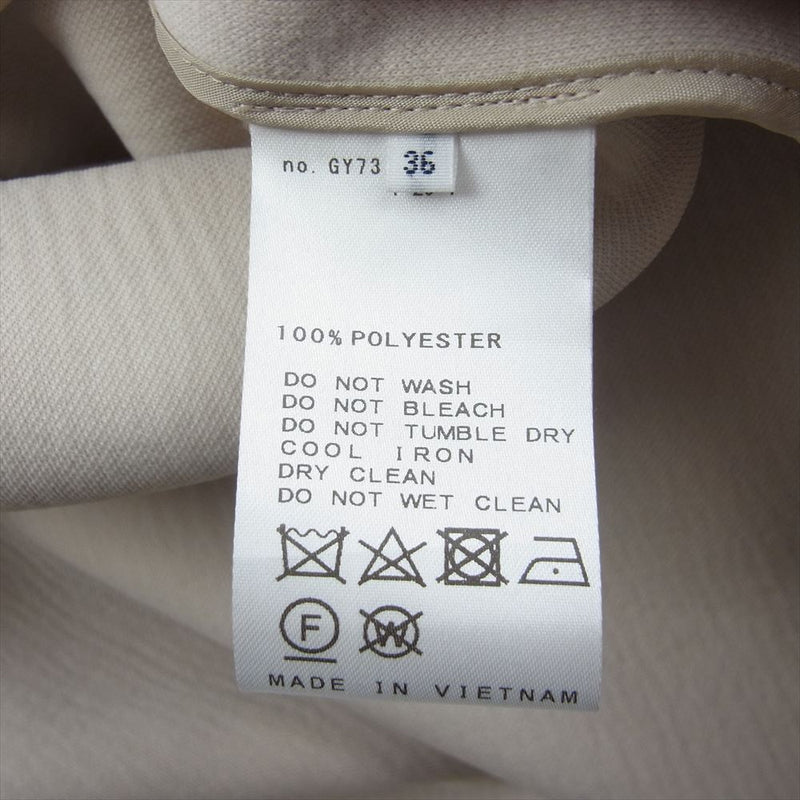 no. GY73 36
100% POLYESTER
DO NOT WASH
DO NOT BLEACH
DO NOT TUMBLE DRY
COOL IRON
DRY CLEAN
DO NOT WET CLEAN
F W
MADE IN VIETNAM